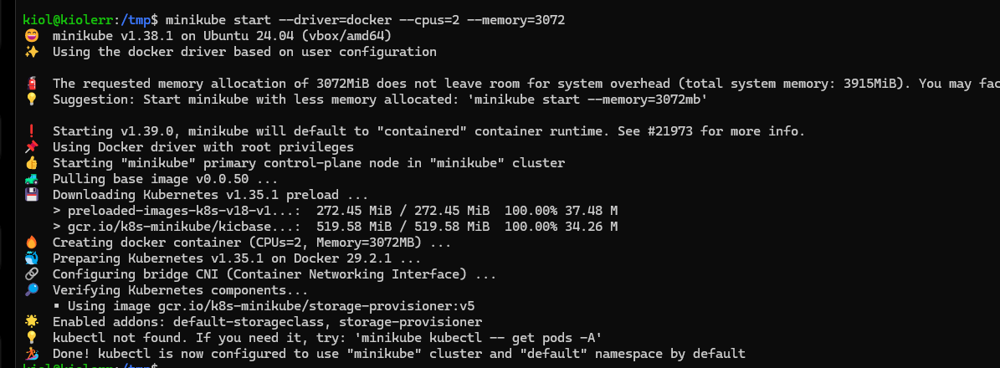 kiol@kiolerr:/tmp$ minikube start --driver=docker --cpus=2 --memory=3072
😄 minikube v1.38.1 on Ubuntu 24.04 (vbox/amd64)
✨ Using the docker driver based on user configuration
🧯 The requested memory allocation of 3072MiB does not leave room for system overhead (total system memory: 3915MiB). You may fac
💡 Suggestion: Start minikube with less memory allocated: 'minikube start --memory=3072mb'
❗ Starting v1.39.0, minikube will default to "containerd" container runtime. See #21973 for more info.
📌 Using Docker driver with root privileges
👍 Starting "minikube" primary control-plane node in "minikube" cluster
🚜 Pulling base image v0.0.50 ...
💾 Downloading Kubernetes v1.35.1 preload ...
> preloaded-images-k8s-v18-v1...: 272.45 MiB / 272.45 MiB 100.00% 37.48 M
> gcr.io/k8s-minikube/kicbase...: 519.58 MiB / 519.58 MiB 100.00% 34.26 M
🔥 Creating docker container (CPUs=2, Memory=3072MB) ...
🐳 Preparing Kubernetes v1.35.1 on Docker 29.2.1 ...
🔗 Configuring bridge CNI (Container Networking Interface) ...
🔎 Verifying Kubernetes components...
▪ Using image gcr.io/k8s-minikube/storage-provisioner:v5
🌟 Enabled addons: default-storageclass, storage-provisioner
💡 kubectl not found. If you need it, try: 'minikube kubectl -- get pods -A'
🏄 Done! kubectl is now configured to use "minikube" cluster and "default" namespace by default
kiol@kiolerr:/tmp$